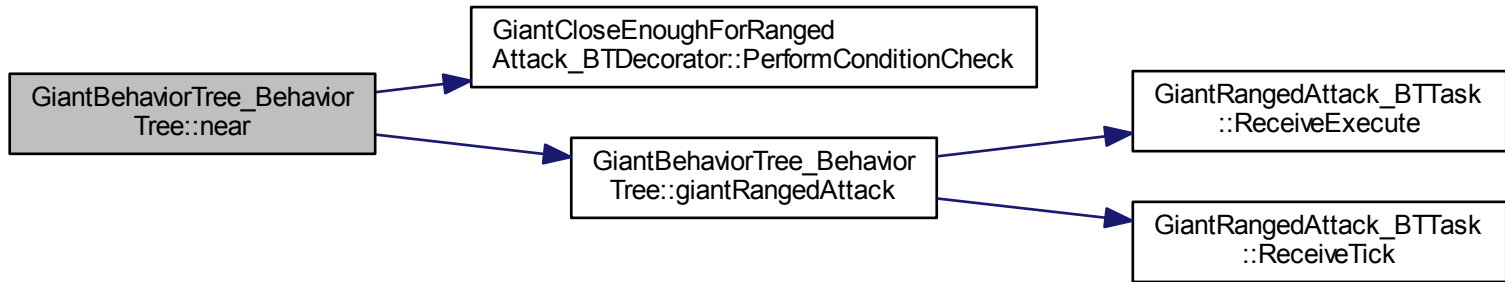 GiantBehaviorTree_Behavior
Tree::near
GiantCloseEnoughForRanged
Attack_BTDecorator::PerformConditionCheck
GiantBehaviorTree_Behavior
Tree::giantRangedAttack
GiantRangedAttack_BTTask
::ReceiveExecute
GiantRangedAttack_BTTask
::ReceiveTick